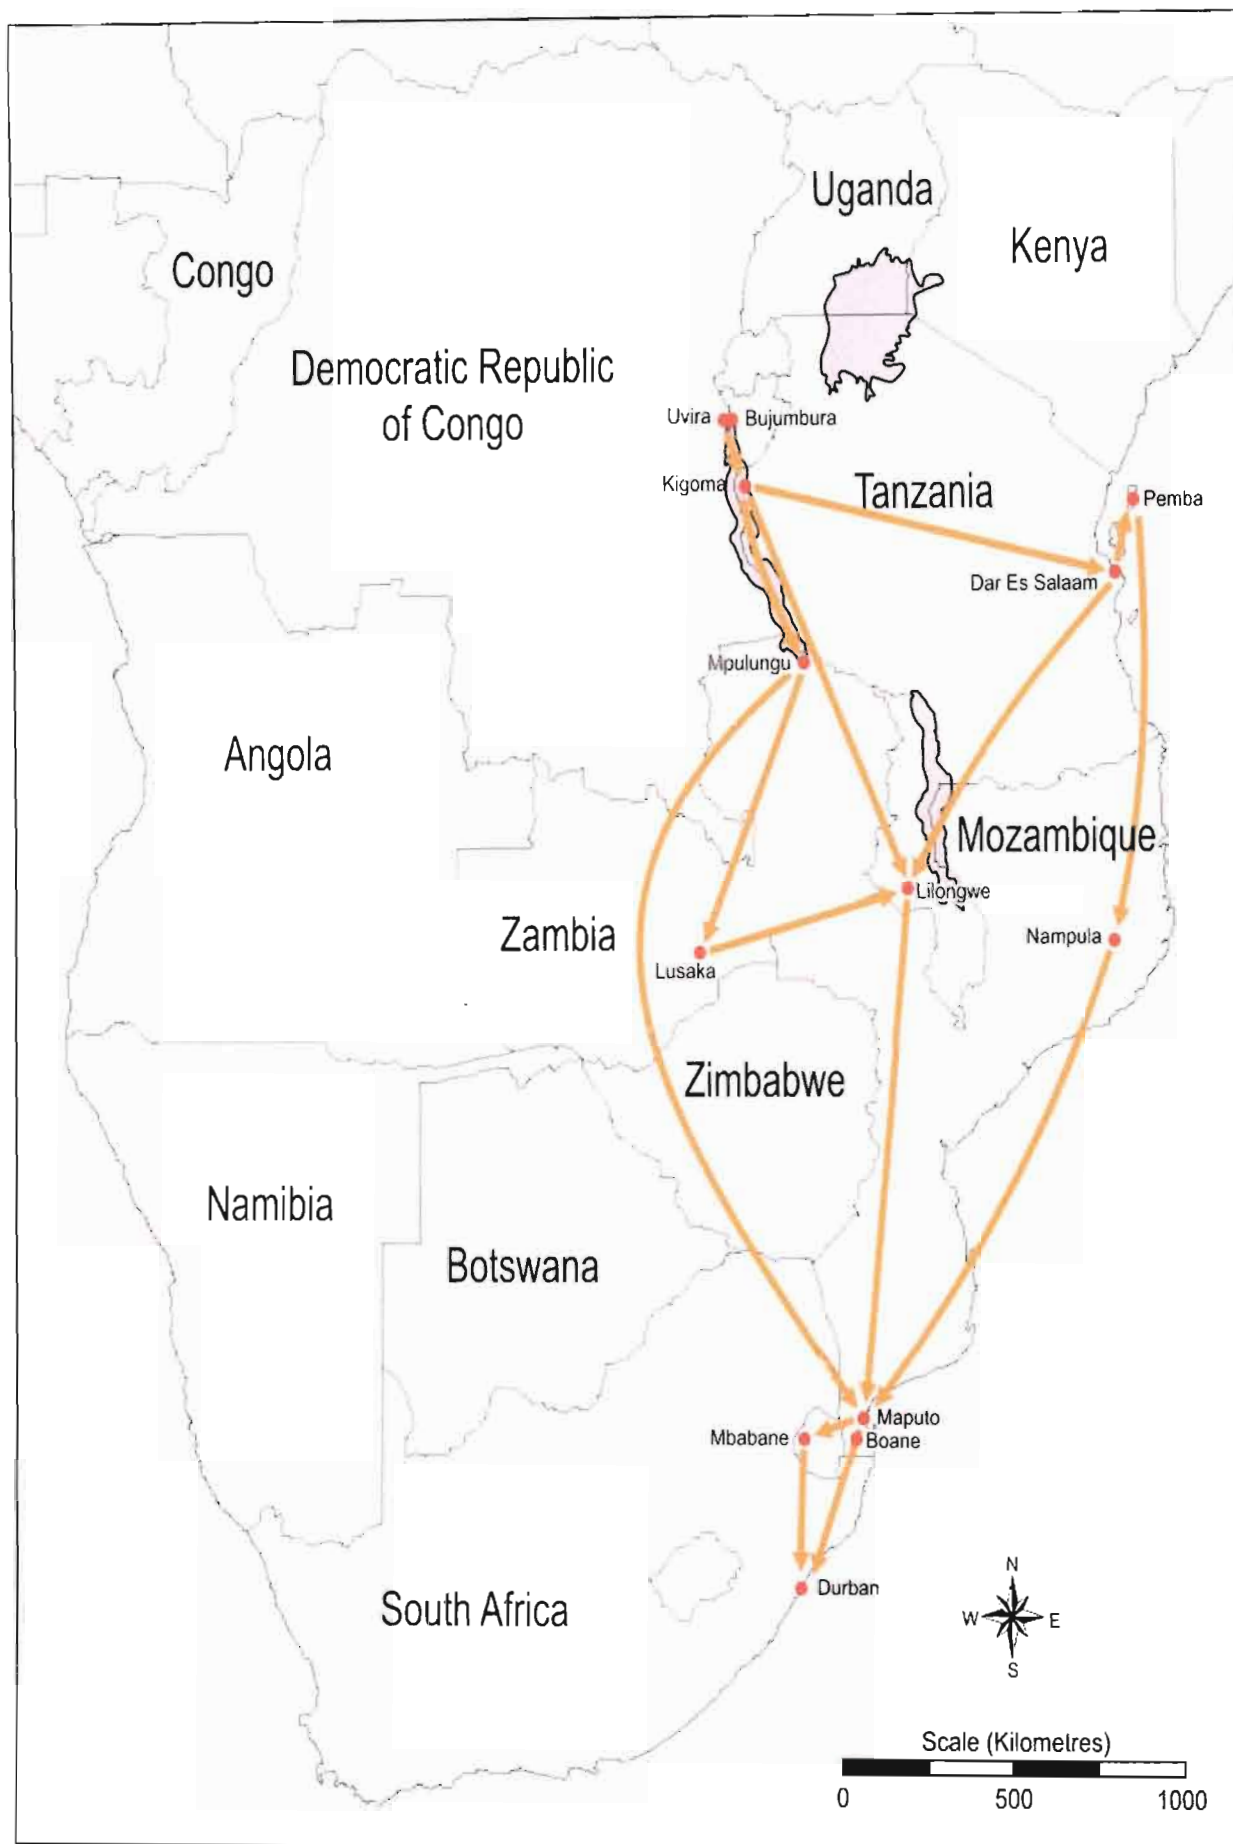 Uganda
Kenya
Congo
Democratic Republic
of Congo
Uvira
Bujumbura
Kigoma
Tanzania
Pemba
Dar Es Salaam
Mpulungu
Angola
Mozambique
Lilongwe
Zambia
Nampula
Lusaka
Zimbabwe
Namibia
Botswana
Maputo
Mbabane
Boane
Durban
South Africa
N
W
E
S
Scale (Kilometres)
0
500
1000